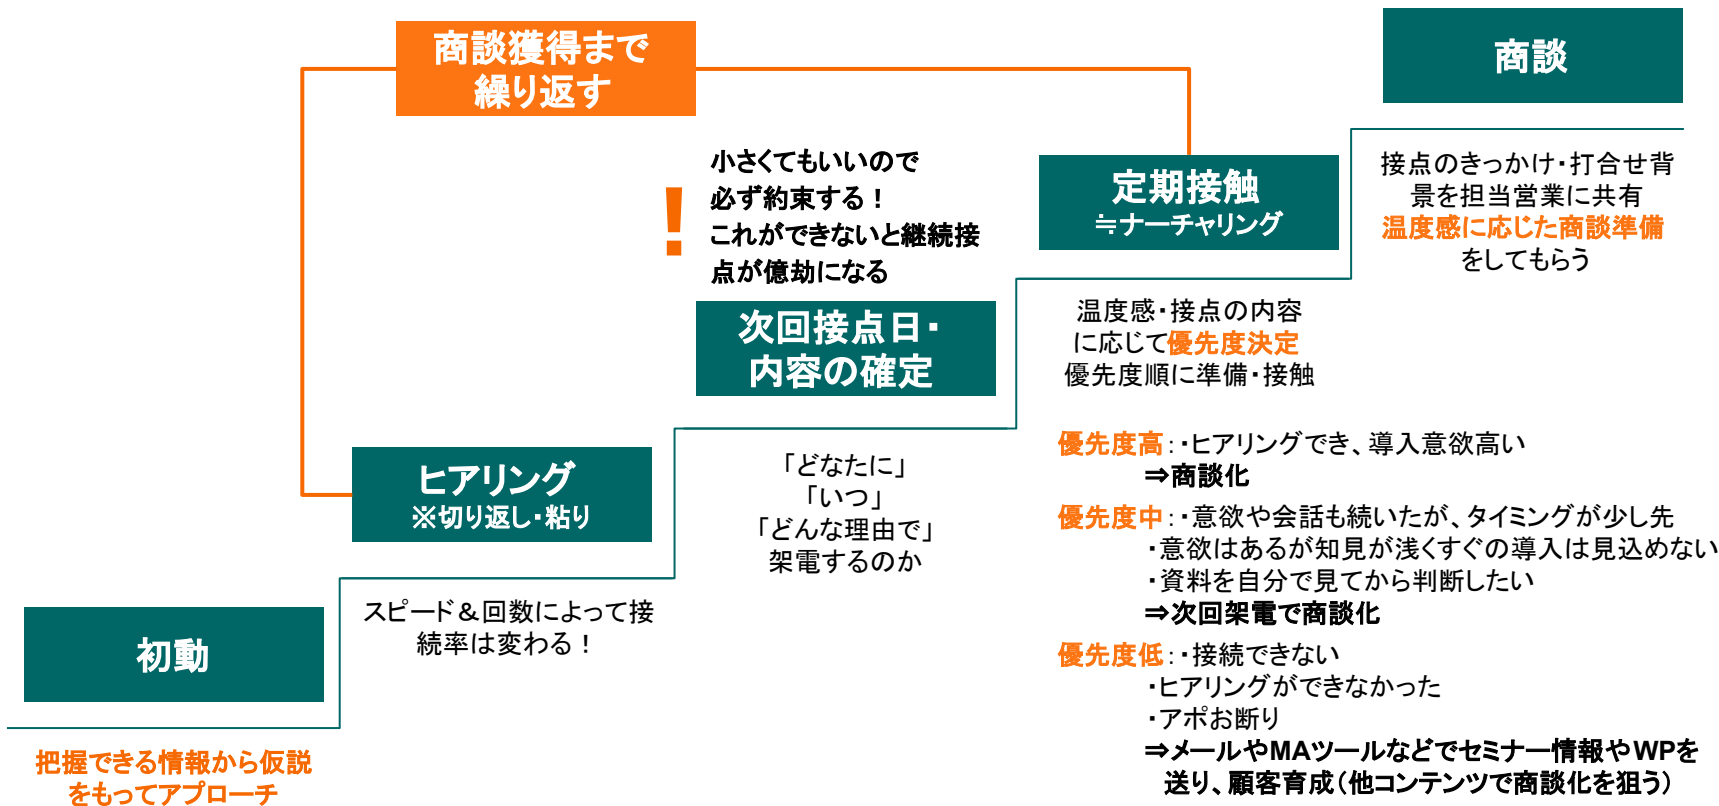 商談獲得まで
繰り返す
商談
接点のきっかけ・打合せ背
景を担当営業に共有
温度感に応じた商談準備
をしてもらう
!
小さくてもいいので
必ず約束する！
これができないと継続接
点が億劫になる
定期接触
≒ナーチャリング
温度感・接点の内容
に応じて優先度決定
優先度順に準備・接触
次回接点日・
内容の確定
「どなたに」
「いつ」
「どんな理由で」
架電するのか
ヒアリング
※切り返し・粘り
スピード＆回数によって接
続率は変わる！
初動
把握できる情報から仮説
をもってアプローチ
優先度高：・ヒアリングでき、導入意欲高い
⇒商談化
優先度中：・意欲や会話も続いたが、タイミングが少し先
・意欲はあるが知見が浅くすぐの導入は見込めない
・資料を自分で見てから判断したい
⇒次回架電で商談化
優先度低：・接続できない
・ヒアリングができなかった
・アポお断り
⇒メールやMAツールなどでセミナー情報やWPを
送り、顧客育成（他コンテンツで商談化を狙う）